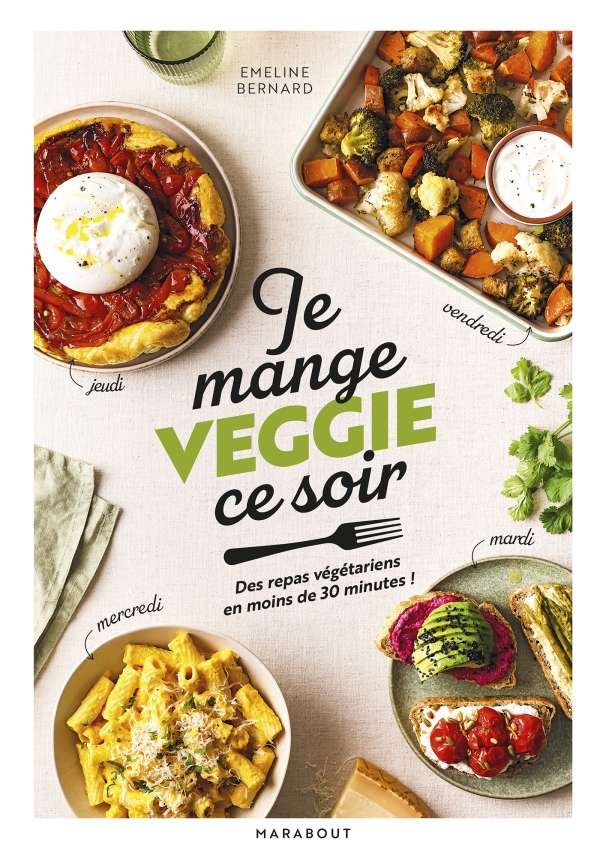 EMELINE
BERNARD
vendredi
jeudi
Je
mange
VEGGIE
ce soir
Des repas végétariens
en moins de 30 minutes !
mardi
mercredi
MARABOUT